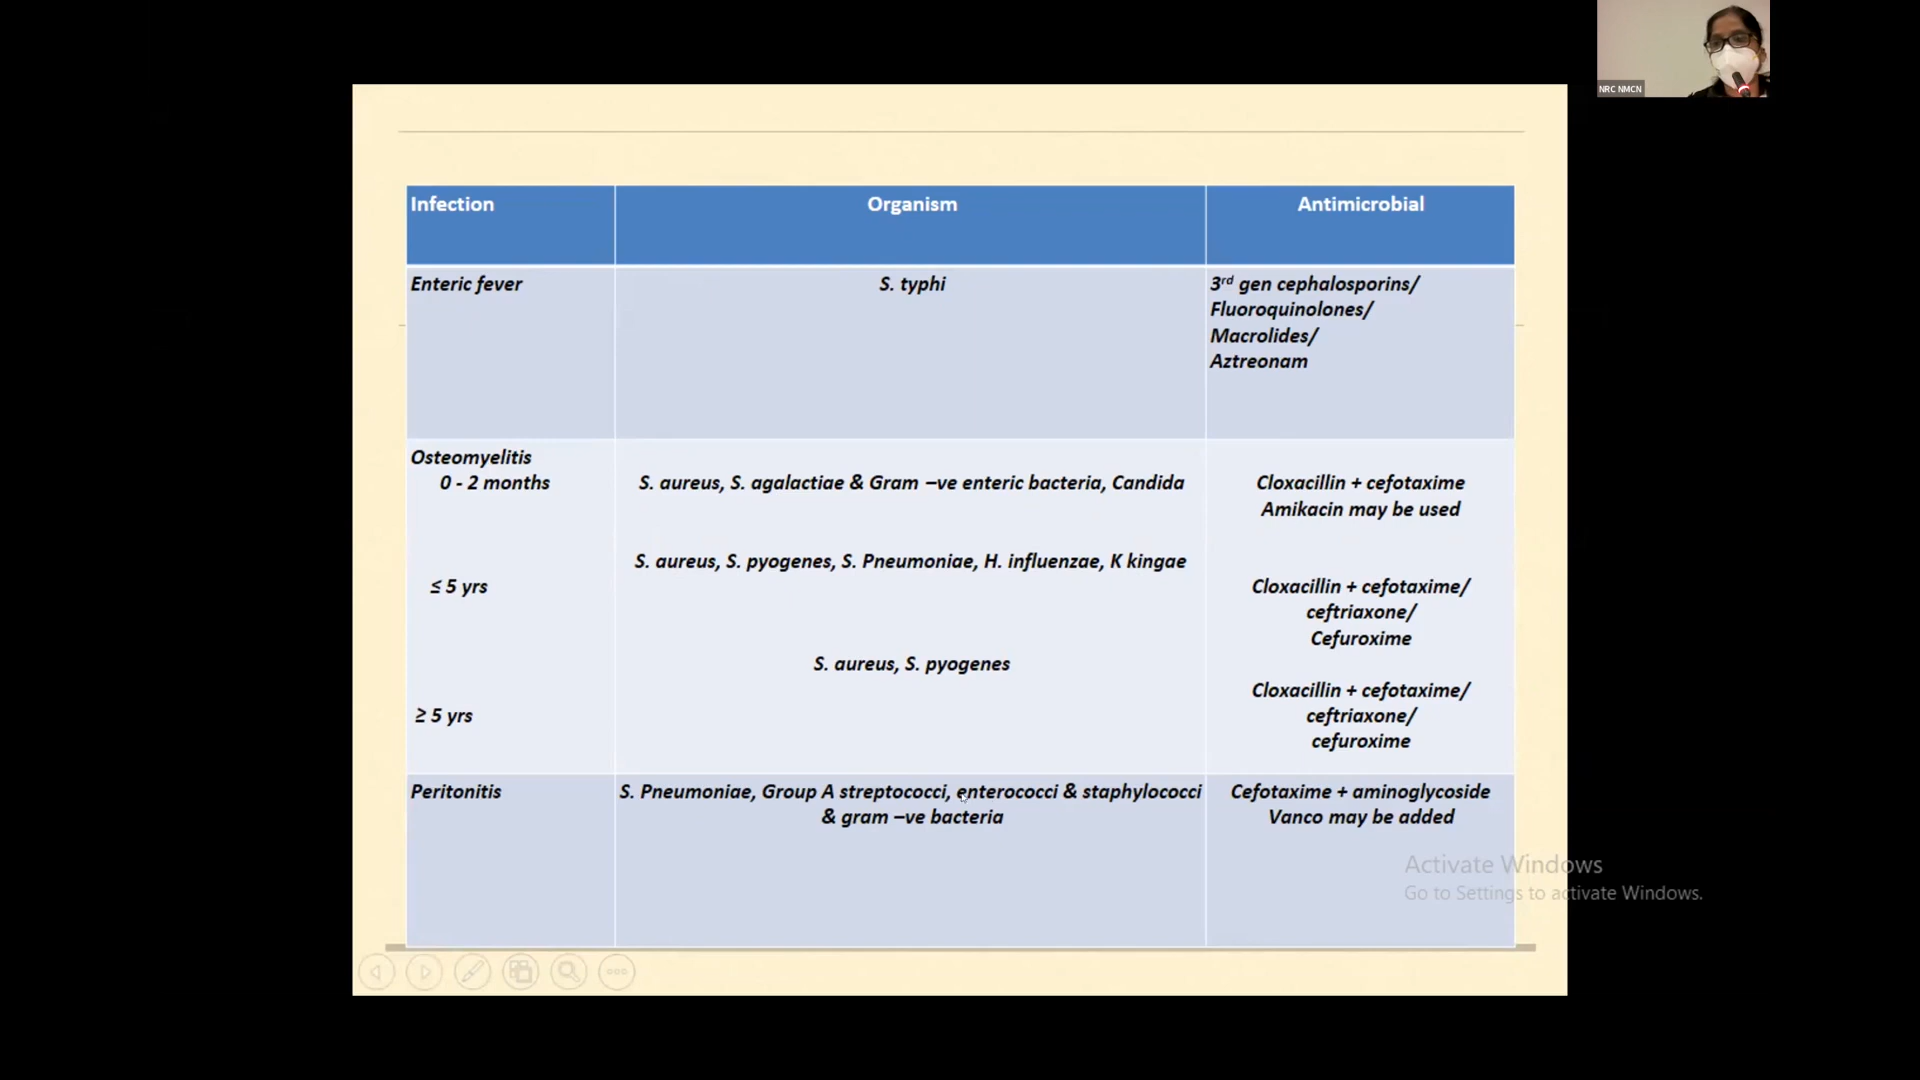 NRC NMCN
Infection
Organism
Antimicrobial
Enteric fever
S. typhi
3rd gen cephalosporins/
Fluoroquinolones/
Macrolides/
Aztreonam
Osteomyelitis
0 - 2 months
S. aureus, S. agalactiae & Gram –ve enteric bacteria, Candida
Cloxacillin + cefotaxime
Amikacin may be used
≤ 5 yrs
S. aureus, S. pyogenes, S. Pneumoniae, H. influenzae, K kingae
Cloxacillin + cefotaxime/
ceftriaxone/
Cefuroxime
≥ 5 yrs
S. aureus, S. pyogenes
Cloxacillin + cefotaxime/
ceftriaxone/
cefuroxime
Peritonitis
S. Pneumoniae, Group A streptococci, enterococci & staphylococci
& gram –ve bacteria
Cefotaxime + aminoglycoside
Vanco may be added
Activate Windows
Go to Settings to activate Windows.